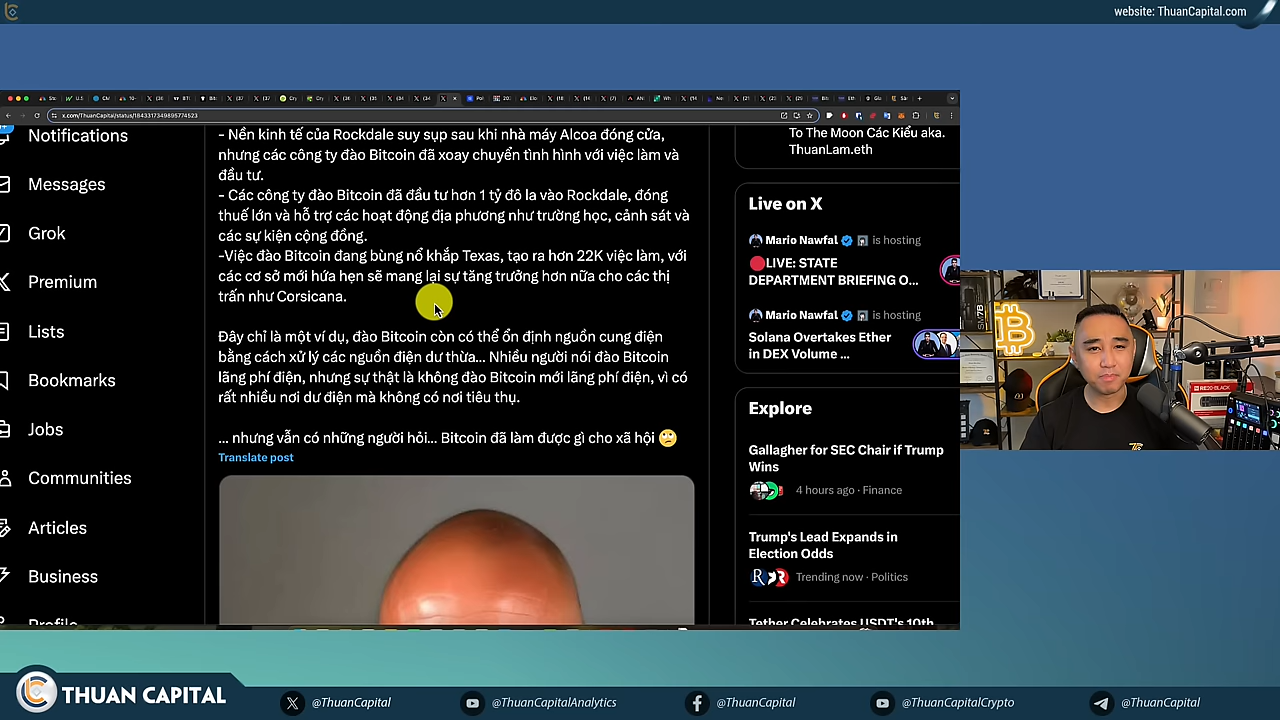 website: ThuanCapital.com
x.com/ThuanCapital/status/1843317349895774523
Notifications
Messages
Grok
Premium
Lists
Bookmarks
Jobs
Communities
Articles
Business
Profile
- Nền kinh tế của Rockdale suy sụp sau khi nhà máy Alcoa đóng cửa,
nhưng các công ty đào Bitcoin đã xoay chuyển tình hình với việc làm và
đầu tư.
- Các công ty đào Bitcoin đã đầu tư hơn 1 tỷ đô la vào Rockdale, đóng
thuế lớn và hỗ trợ các hoạt động địa phương như trường học, cảnh sát và
các sự kiện cộng đồng.
-Việc đào Bitcoin đang bùng nổ khắp Texas, tạo ra hơn 22K việc làm, với
các cơ sở mới hứa hẹn sẽ mang lại sự tăng trưởng hơn nữa cho các thị
trấn như Corsicana.
Đây chỉ là một ví dụ, đào Bitcoin còn có thể ổn định nguồn cung điện
bằng cách xử lý các nguồn điện dư thừa... Nhiều người nói đào Bitcoin
lãng phí điện, nhưng sự thật là không đào Bitcoin mới lãng phí điện, vì có
rất nhiều nơi dư điện mà không có nơi tiêu thụ.
... nhưng vẫn có những người hỏi... Bitcoin đã làm được gì cho xã hội 🙄
Translate post
To The Moon Các Kiểu aka.
ThuanLam.eth
Live on X
Mario Nawfal is hosting
🔴LIVE: STATE
DEPARTMENT BRIEFING O...
Mario Nawfal is hosting
Solana Overtakes Ether
in DEX Volume ...
Explore
Gallagher for SEC Chair if Trump
Wins
4 hours ago · Finance
Trump's Lead Expands in
Election Odds
Trending now · Politics
Tether Celebrates USDT's 10th
RE20-BLACK
THUAN CAPITAL
@ThuanCapital
@ThuanCapitalAnalytics
@ThuanCapital
@ThuanCapitalCrypto
@ThuanCapital